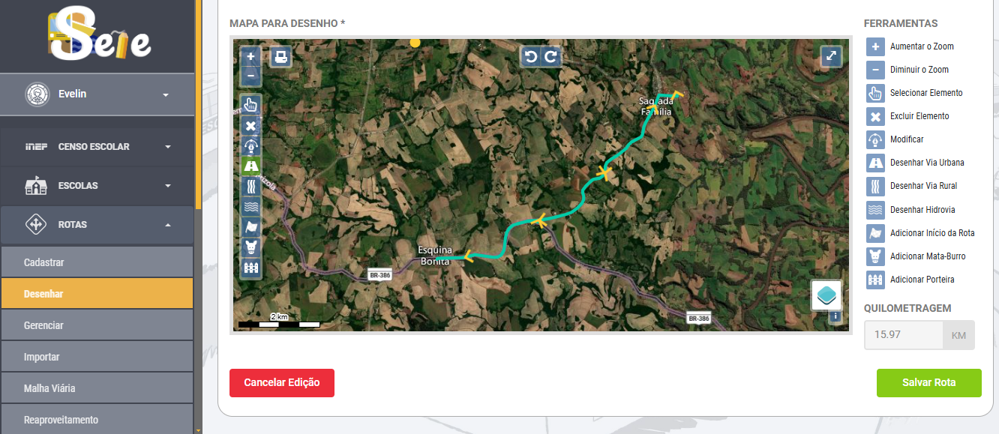 Sete
Evelin
inep CENSO ESCOLAR
ESCOLAS
ROTAS
Cadastrar
Desenhar
Gerenciar
Importar
Malha Viária
Reaproveitamento
MAPA PARA DESENHO *
+
−
Sagrada
Família
Esquina
Bonita
BR-386
BR-386
2 km
i
FERRAMENTAS
Aumentar o Zoom
Diminuir o Zoom
Selecionar Elemento
Excluir Elemento
Modificar
Desenhar Via Urbana
Desenhar Via Rural
Desenhar Hidrovia
Adicionar Início da Rota
Adicionar Mata-Burro
Adicionar Porteira
QUILOMETRAGEM
15.97 KM
Cancelar Edição
Salvar Rota